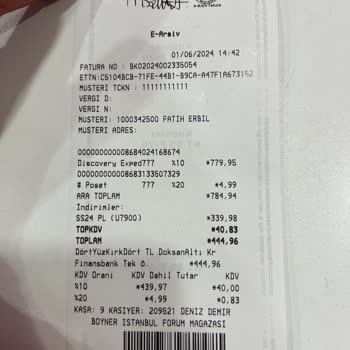 E-Arsiv
01/06/2024 14:42
FATURA NO : BK02024002335054
ETTN:C5104BCB-71FE-44B1-B9CA-A47F1A673152
MUSTERI TCKN : 11111111111
VERGI D:
VERGI N:
MUSTERI: 1000342500 FATIH ERBIL
MUSTERI ADRES:
0000000000008684024168674
Discovery Exped777 %10 *779,95
0000000000008683133507329
# Poset 777 %20 *4,99
ARA TOPLAM *784,94
Indirimler:
SS24 PL (U7900) *339,98
TOPKDV *40,83
TOPLAM *444,96
DörtYüzKırkDört TL DoksanAltı Kr
Finansbank Tek Ö. *444,96
KDV Oranı KDV Dahil Tutar KDV
%10 *439,97 *40,00
%20 *4,99 *0,83
KASA: 9 KASIYER: 209521 DENIZ DEMIR
BOYNER ISTANBUL FORUM MAGAZASI